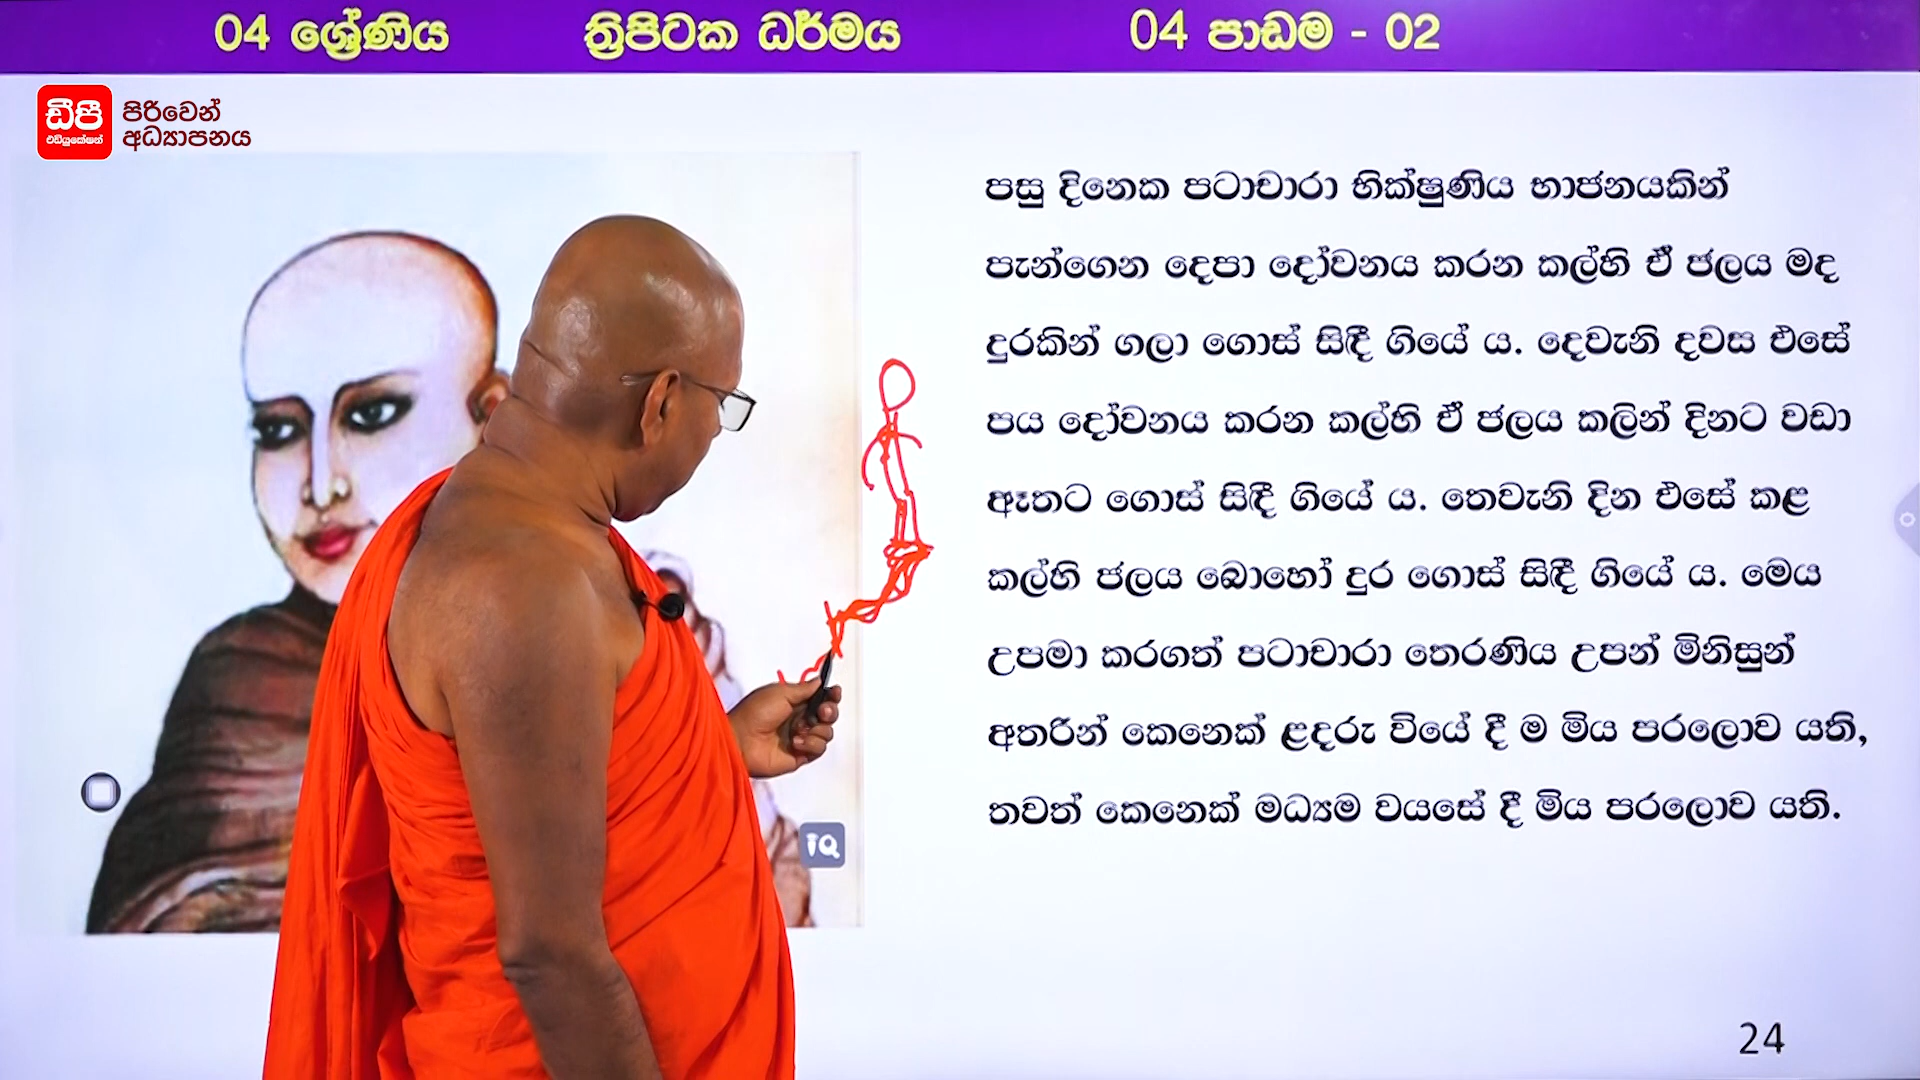 04 ශ්‍රේණිය ත්‍රිපිටක ධර්මය 04 පාඩම - 02
ඩීපී
එඩියුකේෂන්
පිරිවෙන්
අධ්‍යාපනය
පසු දිනෙක පටාචාරා භික්ෂුණිය භාජනයකින්
පැන්ගෙන දෙපා දෝවනය කරන කල්හි ඒ ජලය මද
දුරකින් ගලා ගොස් සිඳී ගියේ ය. දෙවැනි දවස එසේ
පය දෝවනය කරන කල්හි ඒ ජලය කලින් දිනට වඩා
ඈතට ගොස් සිඳී ගියේ ය. තෙවැනි දින එසේ කළ
කල්හි ජලය බොහෝ දුර ගොස් සිඳී ගියේ ය. මෙය
උපමා කරගත් පටාචාරා තෙරණිය උපන් මිනිසුන්
අතරින් කෙනෙක් ළදරු වියේ දී ම මිය පරලොව යති,
තවත් කෙනෙක් මධ්‍යම වයසේ දී මිය පරලොව යති.
24